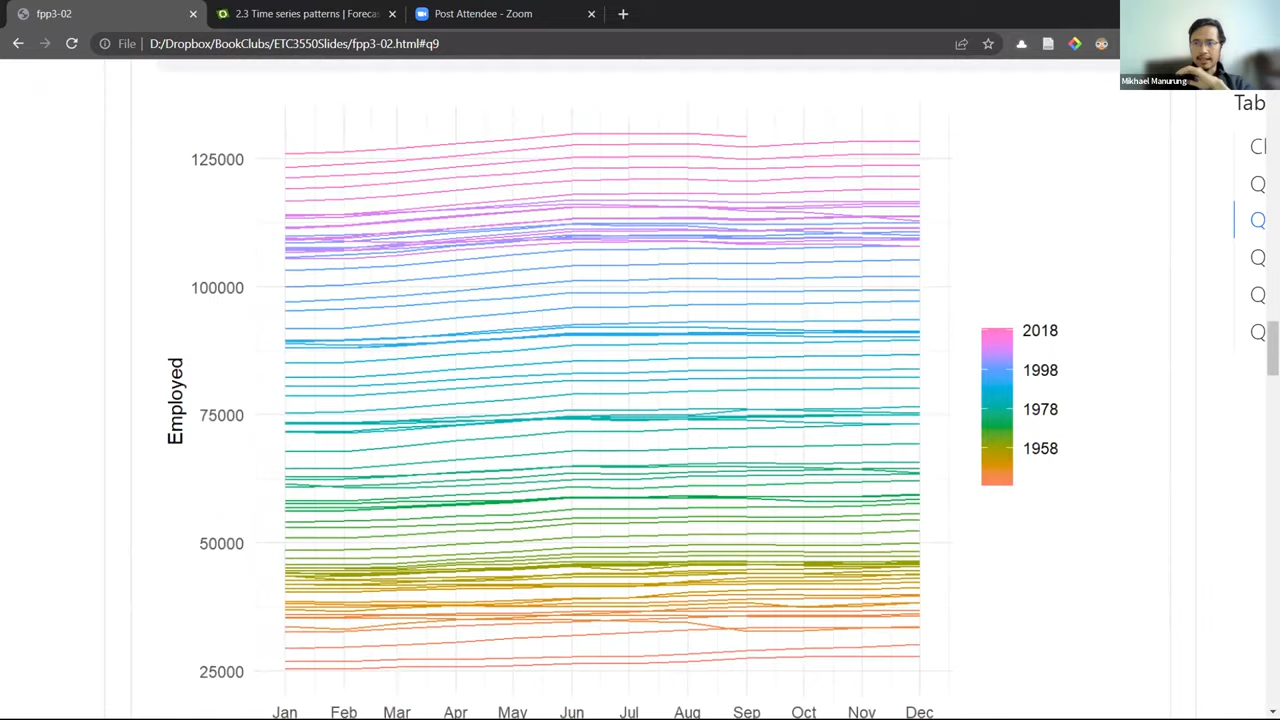 fpp3-02
2.3 Time series patterns | Forecas
Post Attendee - Zoom
File
D:/Dropbox/BookClubs/ETC3550Slides/fpp3-02.html#q9
Mikhael Manurung
Tab
Q
Q
Q
Q
Q
125000
100000
75000
50000
25000
Employed
2018
1998
1978
1958
Jan Feb Mar Apr May Jun Jul Aug Sep Oct Nov Dec